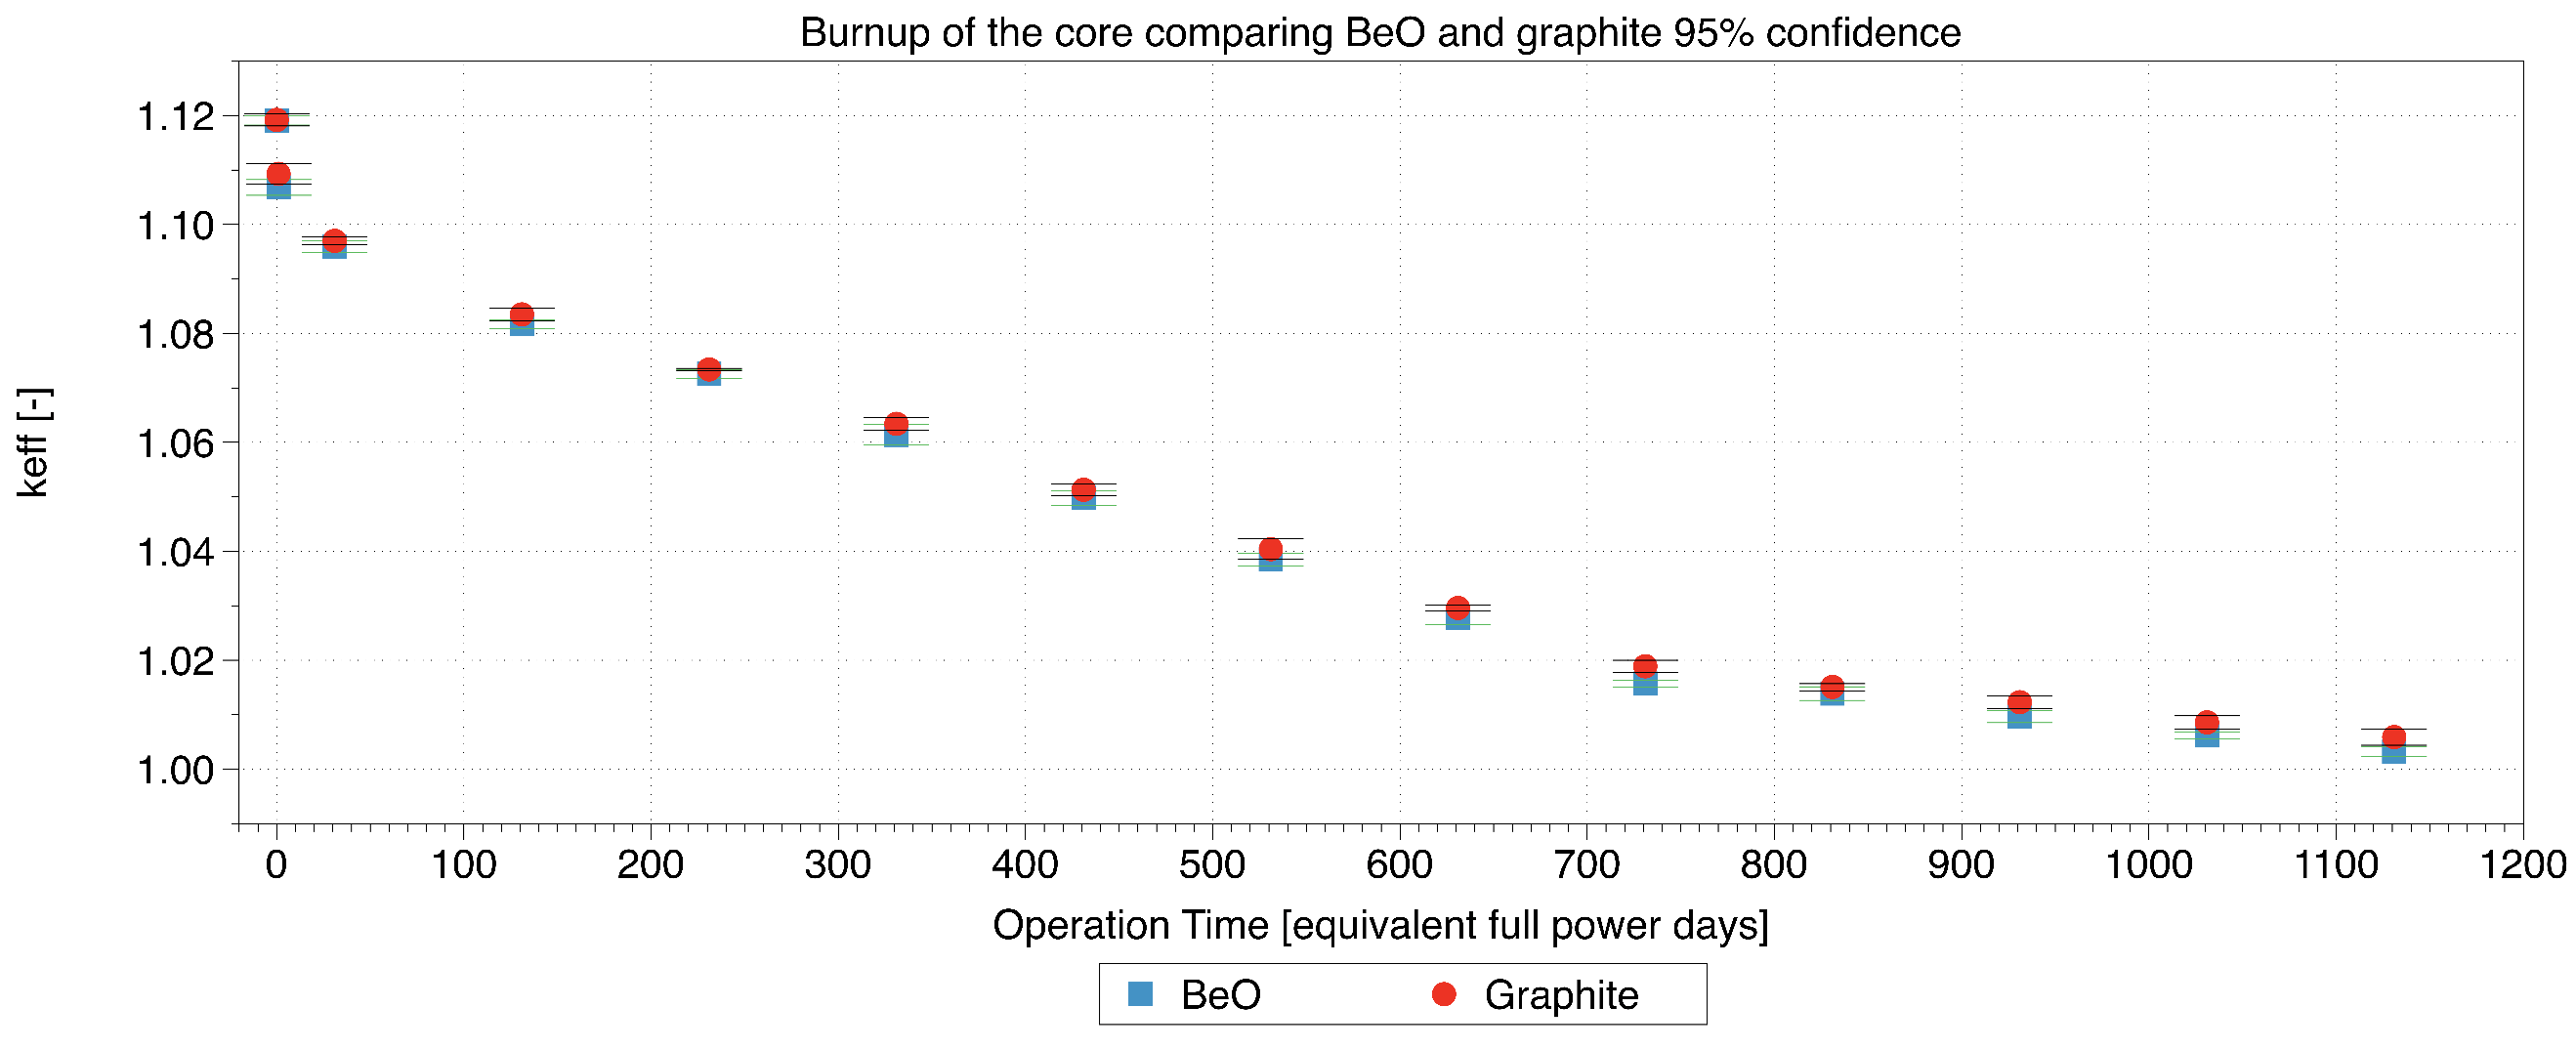 Burnup of the core comparing BeO and graphite 95% confidence
1.12
1.10
1.08
1.06
1.04
1.02
1.00
keff [-]
0 100 200 300 400 500 600 700 800 900 1000 1100 1200
Operation Time [equivalent full power days]
BeO Graphite